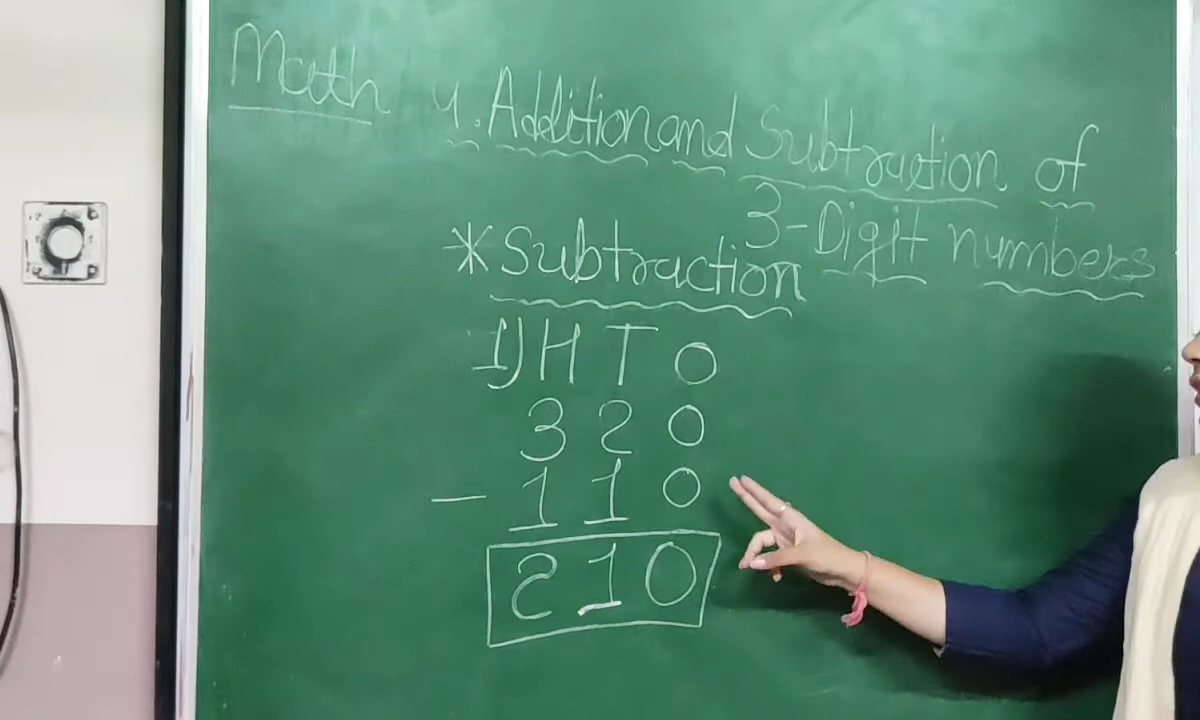 Math 4. Addition and Subtraction of
3-Digit numbers
*Subtraction
1) H T O
3 2 0
- 1 1 0
2 1 0